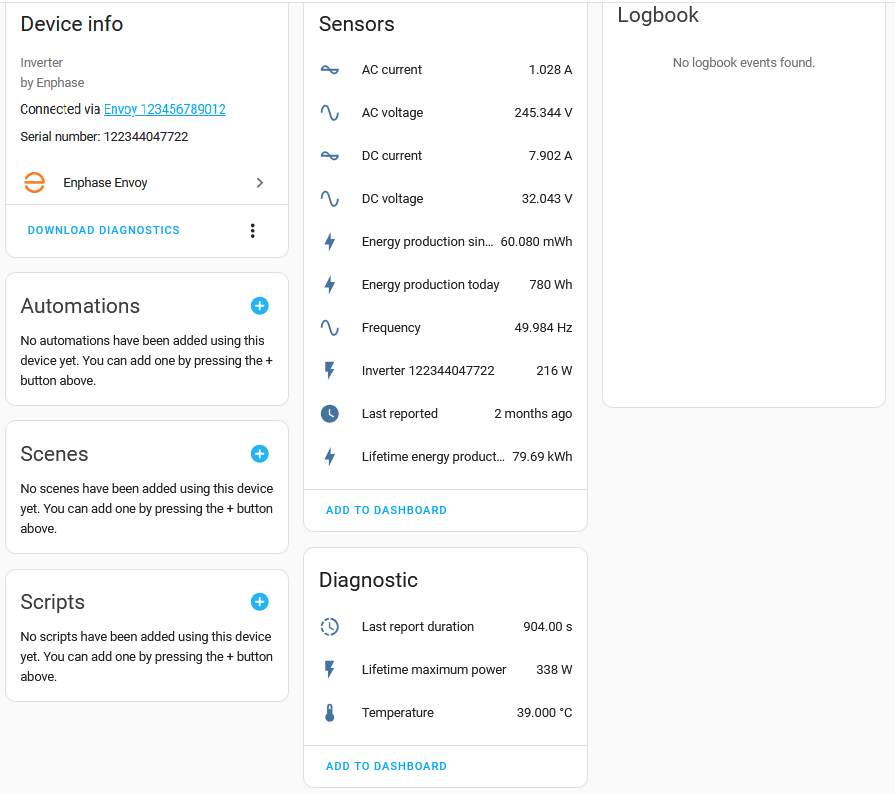 Device info
Inverter
by Enphase
Connected via Envoy 123456789012
Serial number: 122344047722
Enphase Envoy
DOWNLOAD DIAGNOSTICS
Automations
No automations have been added using this
device yet. You can add one by pressing the +
button above.
Scenes
No scenes have been added using this device
yet. You can add one by pressing the + button
above.
Scripts
No scripts have been added using this device
yet. You can add one by pressing the + button
above.
Sensors
AC current 1.028 A
AC voltage 245.344 V
DC current 7.902 A
DC voltage 32.043 V
Energy production sin... 60.080 mWh
Energy production today 780 Wh
Frequency 49.984 Hz
Inverter 122344047722 216 W
Last reported 2 months ago
Lifetime energy product... 79.69 kWh
ADD TO DASHBOARD
Diagnostic
Last report duration 904.00 s
Lifetime maximum power 338 W
Temperature 39.000 °C
ADD TO DASHBOARD
Logbook
No logbook events found.